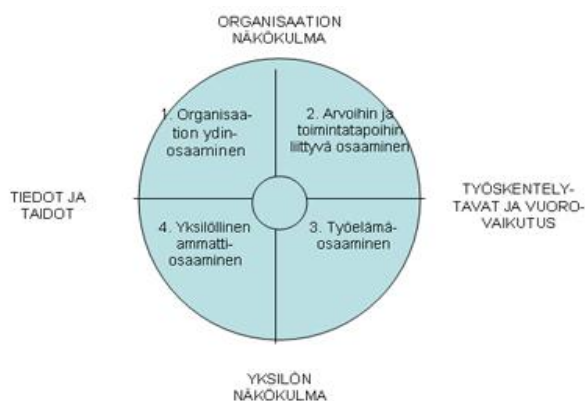 ORGANISAATION
NÄKÖKULMA
1. Organisaa-
tion ydin-
osaaminen
2. Arvoihin ja
toimintatapoihin
liittyvä osaaminen
TIEDOT JA
TAIDOT
TYÖSKENTELY-
TAVAT JA VUORO-
VAIKUTUS
4. Yksilöllinen
ammatti-
osaaminen
3. Työelämä-
osaaminen
YKSILÖN
NÄKÖKULMA